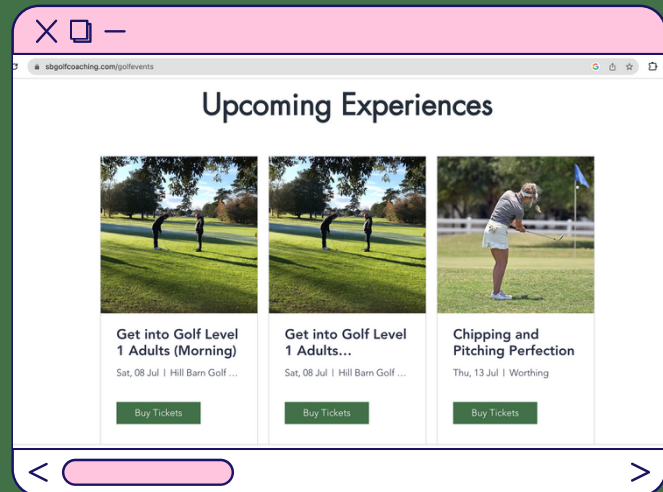 sbgolfcoaching.com/golfevents
Upcoming Experiences
Get into Golf Level
1 Adults (Morning)
Sat, 08 Jul | Hill Barn Golf ...
Buy Tickets
Get into Golf Level
1 Adults...
Sat, 08 Jul | Hill Barn Golf ...
Buy Tickets
Chipping and
Pitching Perfection
Thu, 13 Jul | Worthing
Buy Tickets